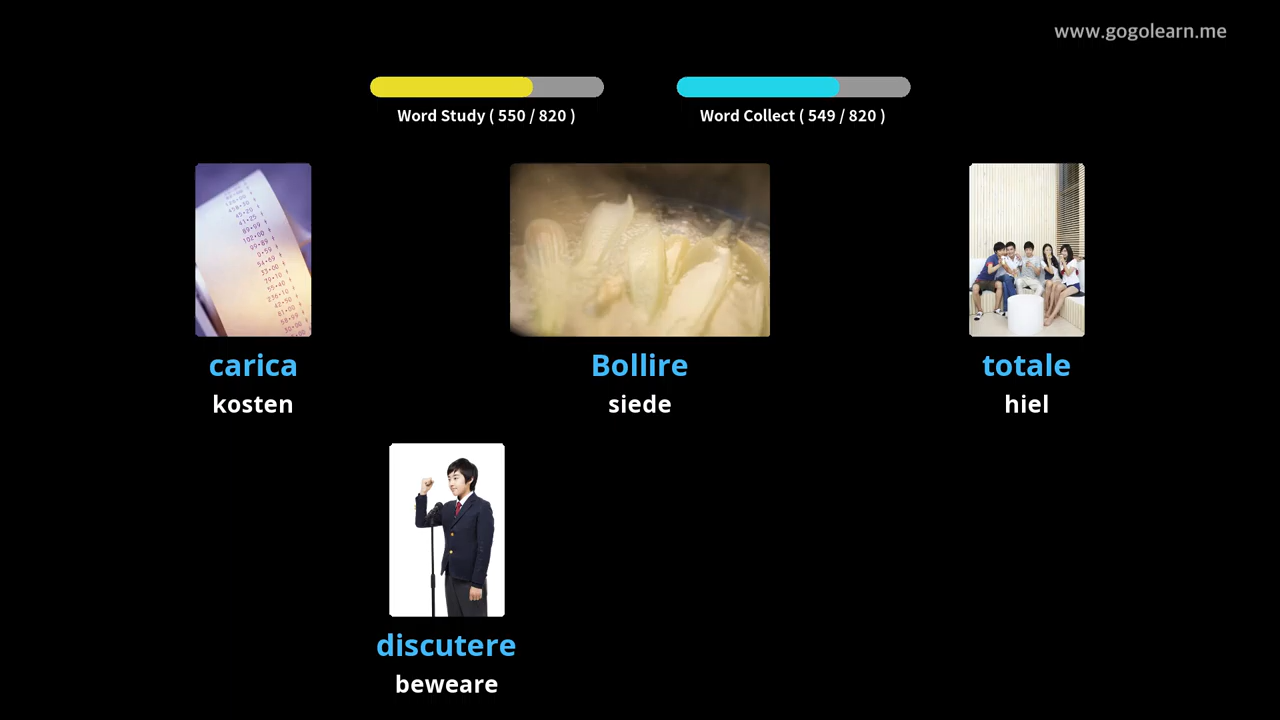 www.gogolearn.me
Word Study ( 550 / 820 )
Word Collect ( 549 / 820 )
carica
kosten
Bollire
siede
totale
hiel
discutere
beweare